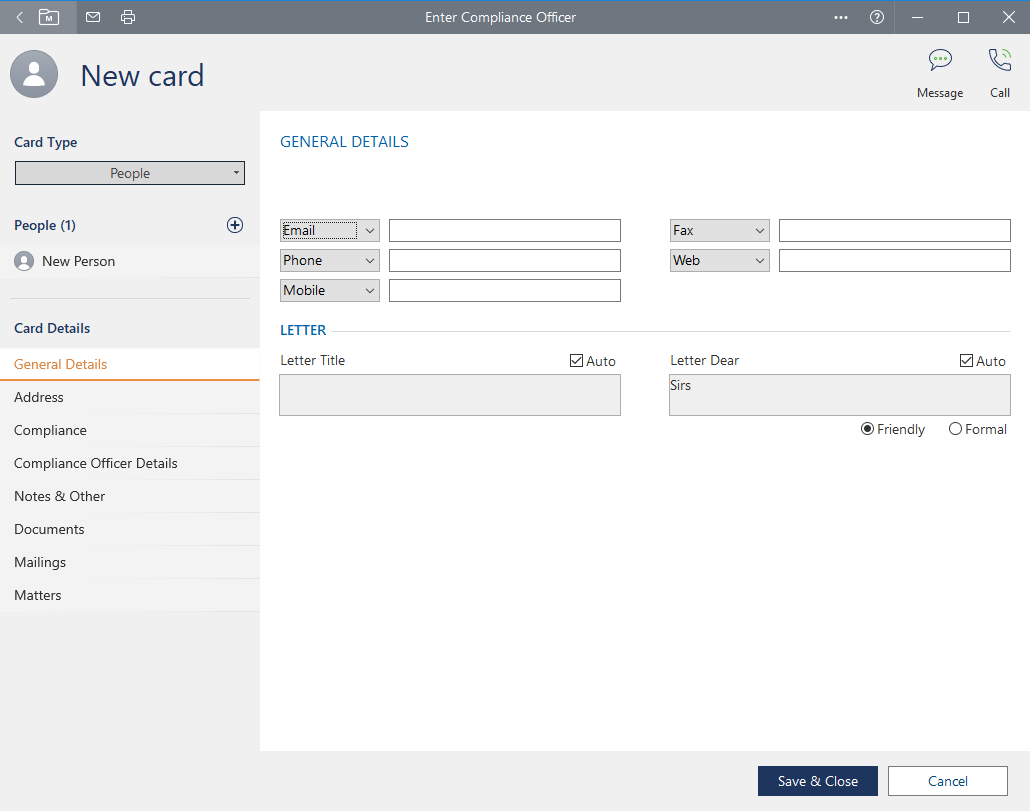 M
Enter Compliance Officer
New card
Message
Call
Card Type
People
People (1)
New Person
Card Details
General Details
Address
Compliance
Compliance Officer Details
Notes & Other
Documents
Mailings
Matters
GENERAL DETAILS
Email
Fax
Phone
Web
Mobile
LETTER
Letter Title
Auto
Letter Dear
Auto
Sirs
Friendly
Formal
Save & Close
Cancel